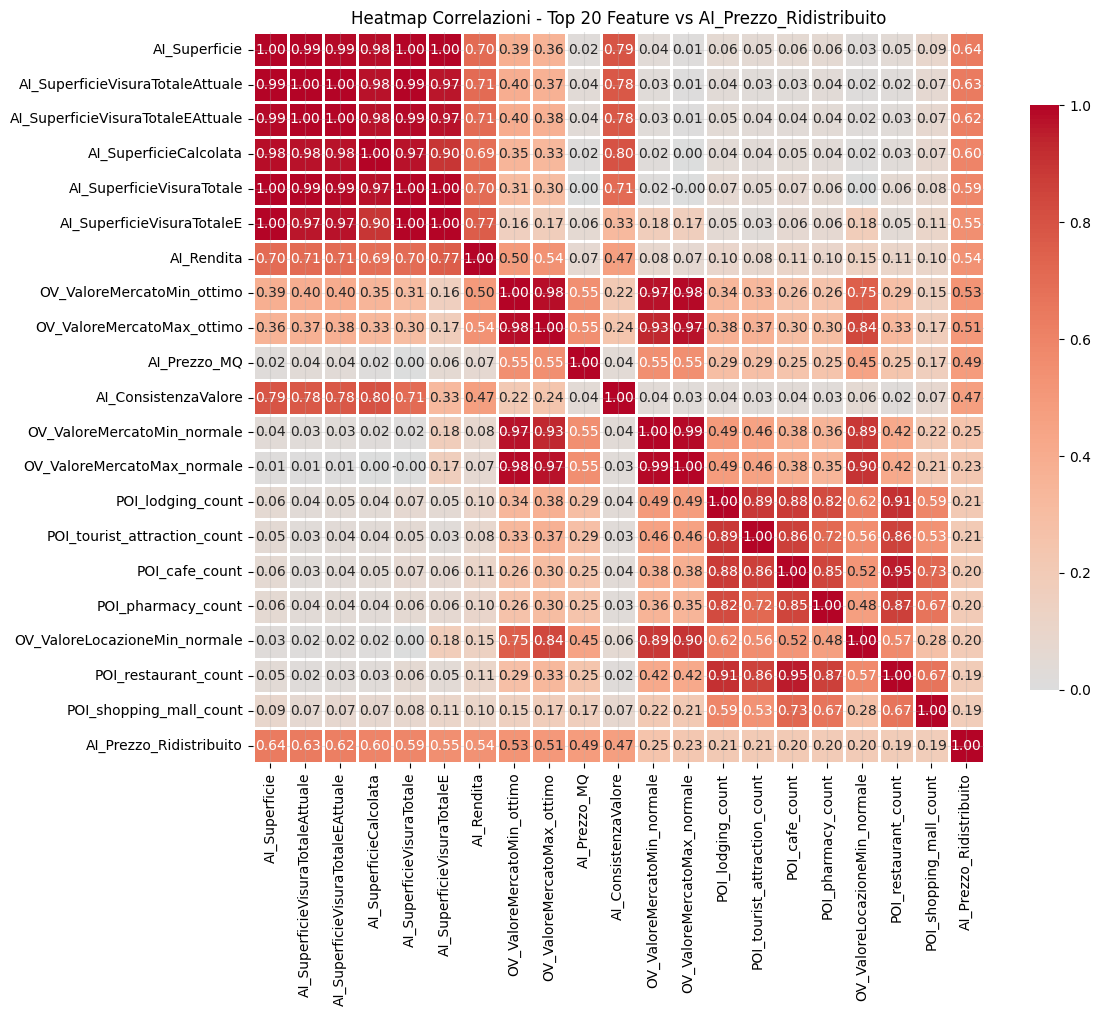 Heatmap Correlazioni - Top 20 Feature vs AI_Prezzo_Ridistribuito
AI_Superficie 1.00 0.99 0.99 0.98 1.00 1.00 0.70 0.39 0.36 0.02 0.79 0.04 0.01 0.06 0.05 0.06 0.06 0.03 0.05 0.09 0.64
AI_SuperficieVisuraTotaleAttuale 0.99 1.00 1.00 0.98 0.99 0.97 0.71 0.40 0.37 0.04 0.78 0.03 0.01 0.04 0.03 0.03 0.04 0.02 0.02 0.07 0.63
AI_SuperficieVisuraTotaleEAttuale 0.99 1.00 1.00 0.98 0.99 0.97 0.71 0.40 0.38 0.04 0.78 0.03 0.01 0.05 0.04 0.04 0.04 0.02 0.03 0.07 0.62
AI_SuperficieCalcolata 0.98 0.98 0.98 1.00 0.97 0.90 0.69 0.35 0.33 0.02 0.80 0.02 -0.00 0.04 0.04 0.05 0.04 0.02 0.03 0.07 0.60
AI_SuperficieVisuraTotale 1.00 0.99 0.99 0.97 1.00 1.00 0.70 0.31 0.30 0.00 0.71 0.02 -0.00 0.07 0.05 0.07 0.06 0.00 0.06 0.08 0.59
AI_SuperficieVisuraTotaleE 1.00 0.97 0.97 0.90 1.00 1.00 0.77 0.16 0.17 0.06 0.33 0.18 0.17 0.05 0.03 0.06 0.06 0.18 0.05 0.11 0.55
AI_Rendita 0.70 0.71 0.71 0.69 0.70 0.77 1.00 0.50 0.54 0.07 0.47 0.08 0.07 0.10 0.08 0.11 0.10 0.15 0.11 0.10 0.54
OV_ValoreMercatoMin_ottimo 0.39 0.40 0.40 0.35 0.31 0.16 0.50 1.00 0.98 0.55 0.22 0.97 0.98 0.34 0.33 0.26 0.26 0.75 0.29 0.15 0.53
OV_ValoreMercatoMax_ottimo 0.36 0.37 0.38 0.33 0.30 0.17 0.54 0.98 1.00 0.55 0.24 0.93 0.97 0.38 0.37 0.30 0.30 0.84 0.33 0.17 0.51
AI_Prezzo_MQ 0.02 0.04 0.04 0.02 -0.00 0.06 0.07 0.55 0.55 1.00 0.04 0.55 0.55 0.29 0.29 0.25 0.25 0.45 0.25 0.17 0.49
AI_ConsistenzaValore 0.79 0.78 0.78 0.80 0.71 0.33 0.47 0.22 0.24 0.04 1.00 0.04 0.03 0.04 0.03 0.04 0.03 0.06 0.02 0.07 0.47
OV_ValoreMercatoMin_normale 0.04 0.03 0.03 0.02 0.02 0.18 0.08 0.97 0.93 0.55 0.04 1.00 0.99 0.49 0.46 0.38 0.36 0.89 0.42 0.22 0.25
OV_ValoreMercatoMax_normale 0.01 0.01 0.01 0.00 -0.00 0.17 0.07 0.98 0.97 0.55 0.03 0.99 1.00 0.49 0.46 0.38 0.35 0.90 0.42 0.21 0.23
POI_lodging_count 0.06 0.04 0.05 0.04 0.07 0.05 0.10 0.34 0.38 0.29 0.04 0.49 0.49 1.00 0.89 0.88 0.82 0.62 0.91 0.59 0.21
POI_tourist_attraction_count 0.05 0.03 0.04 0.04 0.05 0.03 0.08 0.33 0.37 0.29 0.03 0.46 0.46 0.89 1.00 0.86 0.72 0.56 0.86 0.53 0.21
POI_cafe_count 0.06 0.03 0.04 0.05 0.07 0.06 0.11 0.26 0.30 0.25 0.04 0.38 0.38 0.88 0.86 1.00 0.85 0.52 0.95 0.73 0.20
POI_pharmacy_count 0.06 0.04 0.04 0.04 0.06 0.06 0.10 0.26 0.30 0.25 0.03 0.36 0.35 0.82 0.72 0.85 1.00 0.48 0.87 0.67 0.20
OV_ValoreLocazioneMin_normale 0.03 0.02 0.02 0.02 0.00 0.18 0.15 0.75 0.84 0.45 0.06 0.89 0.90 0.62 0.56 0.52 0.48 1.00 0.57 0.28 0.20
POI_restaurant_count 0.05 0.02 0.03 0.03 0.06 0.05 0.11 0.29 0.33 0.25 0.02 0.42 0.42 0.91 0.86 0.95 0.87 0.57 1.00 0.67 0.19
POI_shopping_mall_count 0.09 0.07 0.07 0.07 0.08 0.11 0.10 0.15 0.17 0.17 0.07 0.22 0.21 0.59 0.53 0.73 0.67 0.28 0.67 1.00 0.19
AI_Prezzo_Ridistribuito 0.64 0.63 0.62 0.60 0.59 0.55 0.54 0.53 0.51 0.49 0.47 0.25 0.23 0.21 0.21 0.20 0.20 0.20 0.19 0.19 1.00
AI_Superficie
AI_SuperficieVisuraTotaleAttuale
AI_SuperficieVisuraTotaleEAttuale
AI_SuperficieCalcolata
AI_SuperficieVisuraTotale
AI_SuperficieVisuraTotaleE
AI_Rendita
OV_ValoreMercatoMin_ottimo
OV_ValoreMercatoMax_ottimo
AI_Prezzo_MQ
AI_ConsistenzaValore
OV_ValoreMercatoMin_normale
OV_ValoreMercatoMax_normale
POI_lodging_count
POI_tourist_attraction_count
POI_cafe_count
POI_pharmacy_count
OV_ValoreLocazioneMin_normale
POI_restaurant_count
POI_shopping_mall_count
AI_Prezzo_Ridistribuito
1.0
0.8
0.6
0.4
0.2
0.0